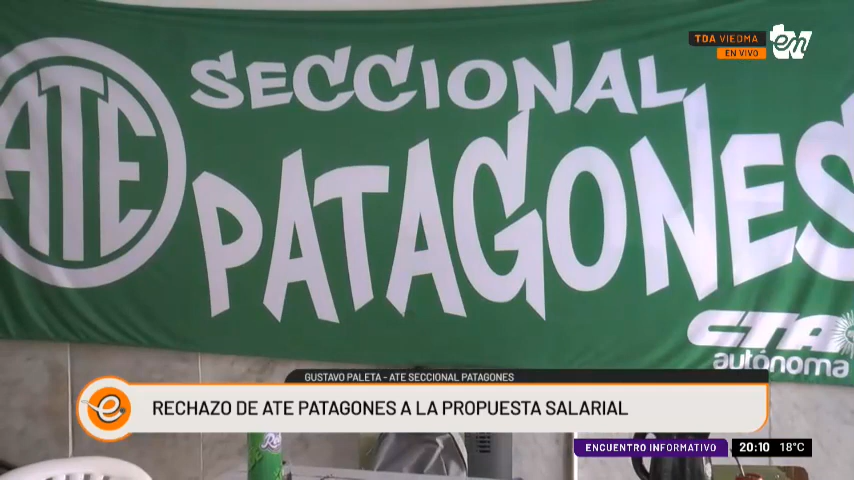 TDA VIEDMA
EN VIVO
em
ATE
SECCIONAL
PATAGONES
CTA
autónoma
GUSTAVO PALETA - ATE SECCIONAL PATAGONES
RECHAZO DE ATE PATAGONES A LA PROPUESTA SALARIAL
ENCUENTRO INFORMATIVO
20:10
18°C